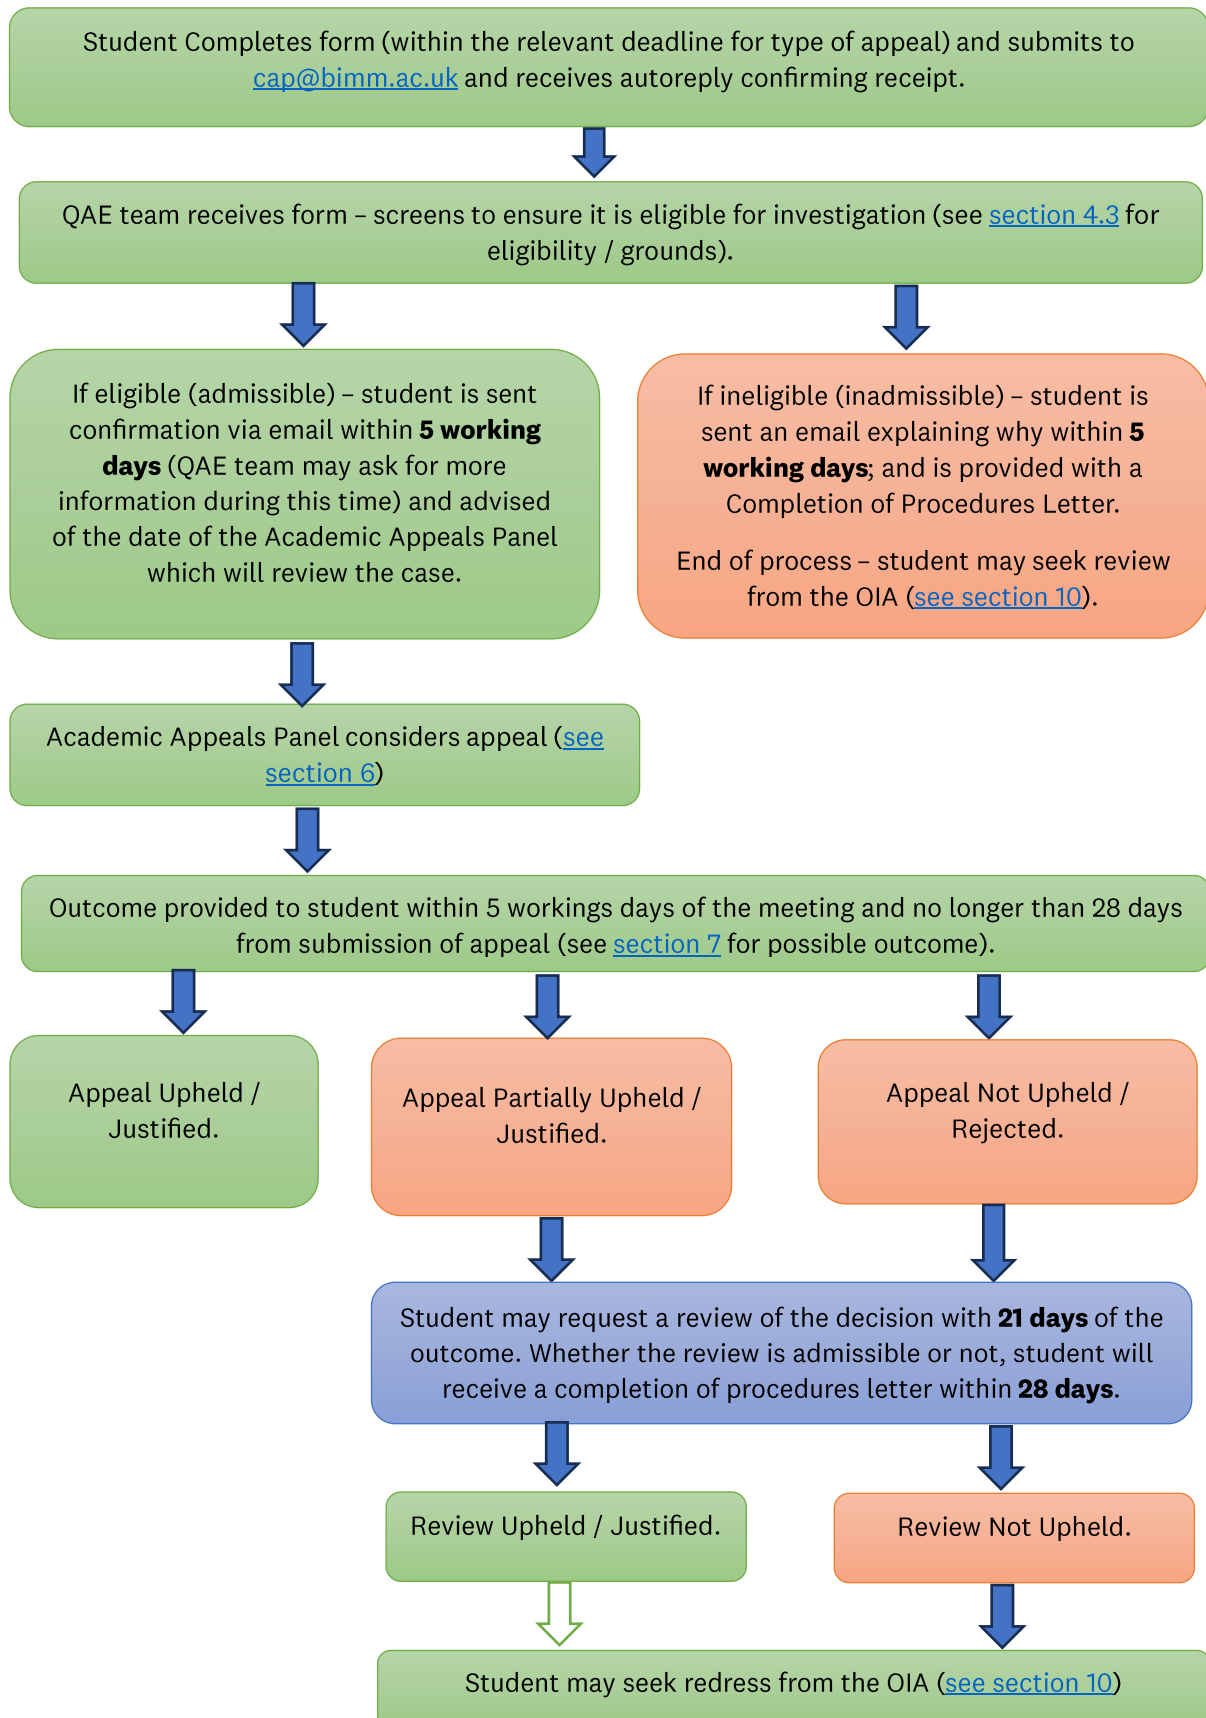 Student Completes form (within the relevant deadline for type of appeal) and submits to
cap@bimm.ac.uk and receives autoreply confirming receipt.
QAE team receives form – screens to ensure it is eligible for investigation (see section 4.3 for
eligibility / grounds).
If eligible (admissible) – student is sent
confirmation via email within 5 working
days (QAE team may ask for more
information during this time) and advised
of the date of the Academic Appeals Panel
which will review the case.
If ineligible (inadmissible) – student is
sent an email explaining why within 5
working days; and is provided with a
Completion of Procedures Letter.
End of process – student may seek review
from the OIA (see section 10).
Academic Appeals Panel considers appeal (see
section 6)
Outcome provided to student within 5 workings days of the meeting and no longer than 28 days
from submission of appeal (see section 7 for possible outcome).
Appeal Upheld /
Justified.
Appeal Partially Upheld /
Justified.
Appeal Not Upheld /
Rejected.
Student may request a review of the decision with 21 days of the
outcome. Whether the review is admissible or not, student will
receive a completion of procedures letter within 28 days.
Review Upheld / Justified.
Review Not Upheld.
Student may seek redress from the OIA (see section 10)